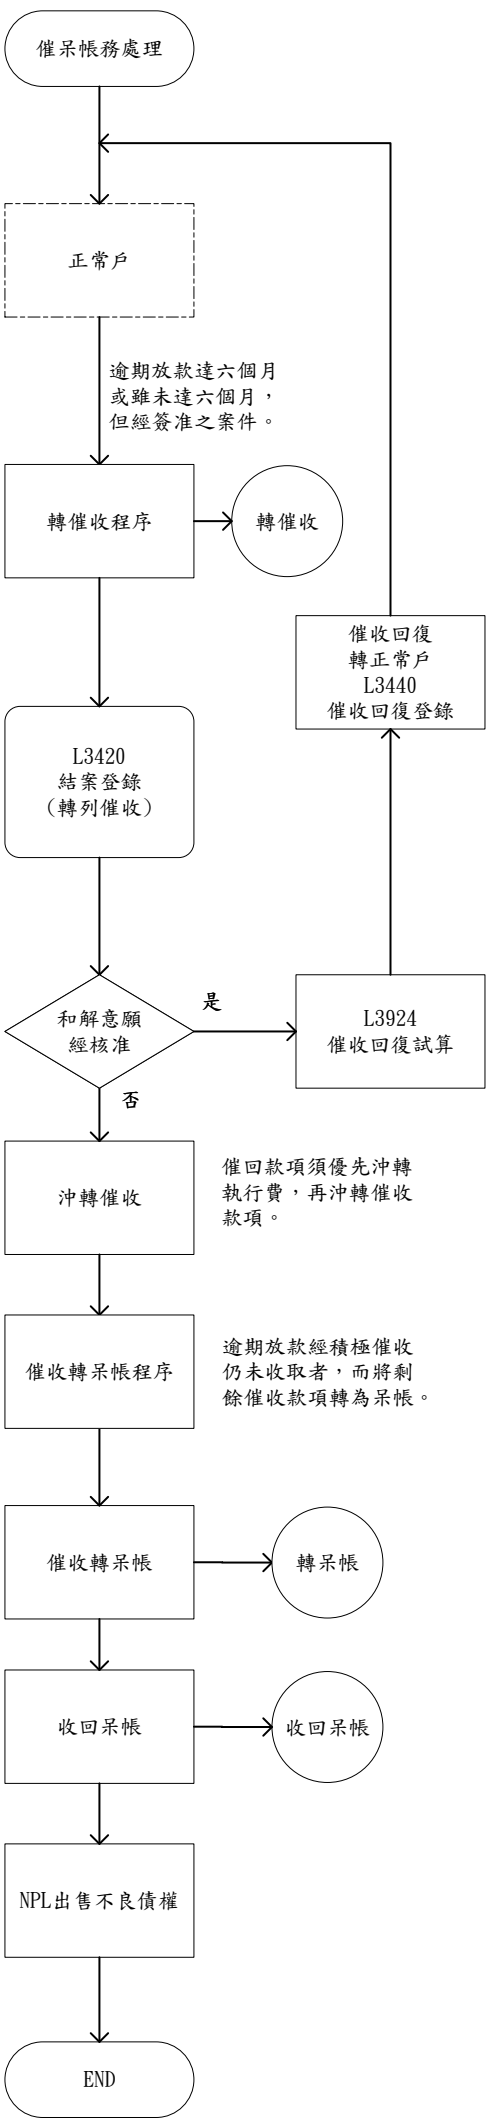 催呆帳務處理
正常戶
逾期放款達六個月
或雖未達六個月，
但經簽准之案件。
轉催收程序
轉催收
催收回復
轉正常戶
L3440
催收回復登錄
L3420
結案登錄
（轉列催收）
和解意願
經核准
是
L3924
催收回復試算
否
沖轉催收
催回款項須優先沖轉
執行費，再沖轉催收
款項。
催收轉呆帳程序
逾期放款經積極催收
仍未收取者，而將剩
餘催收款項轉為呆帳。
催收轉呆帳
轉呆帳
收回呆帳
收回呆帳
NPL出售不良債權
END